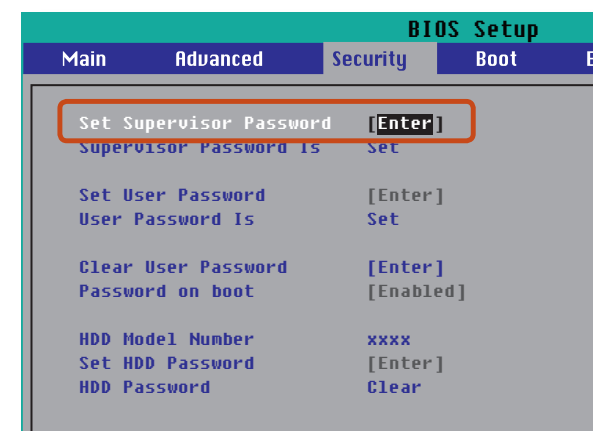 BIOS Setup
Main Advanced Security Boot
Set Supervisor Password [Enter]
Supervisor Password Is Set
Set User Password [Enter]
User Password Is Set
Clear User Password [Enter]
Password on boot [Enabled]
HDD Model Number xxxx
Set HDD Password [Enter]
HDD Password Clear